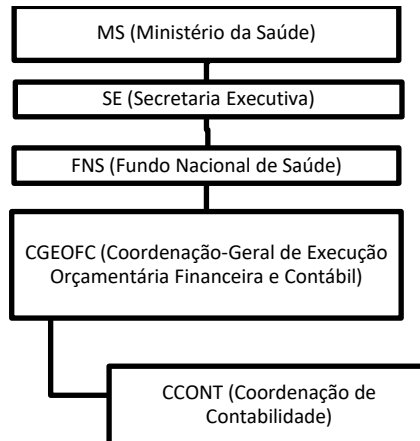 MS (Ministério da Saúde)
SE (Secretaria Executiva)
FNS (Fundo Nacional de Saúde)
CGEOFC (Coordenação-Geral de Execução
Orçamentária Financeira e Contábil)
CCONT (Coordenação de
Contabilidade)